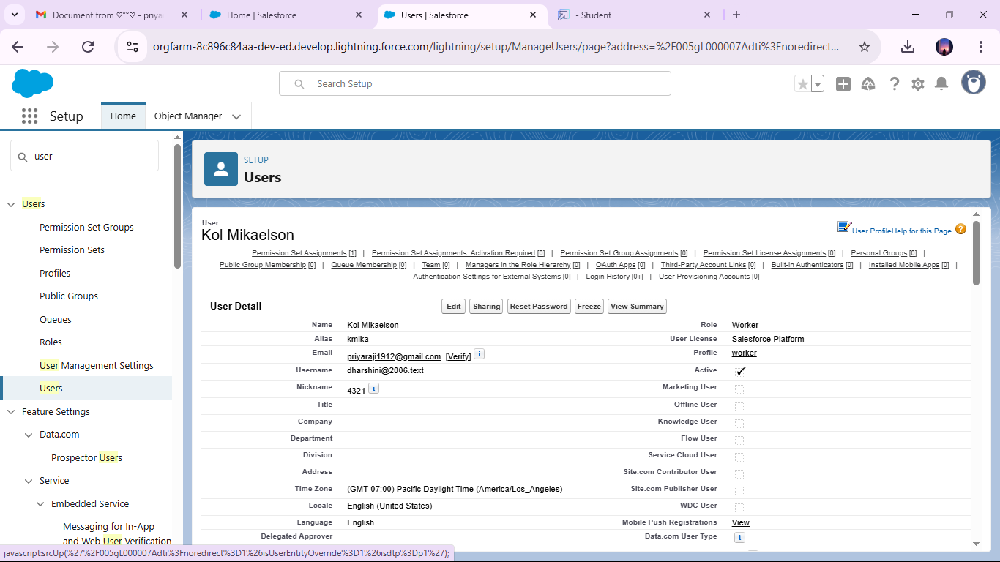 Document from ♡°°♡ - priya
Home | Salesforce
Users | Salesforce
- Student
orgfarm-8c896c84aa-dev-ed.develop.lightning.force.com/lightning/setup/ManageUsers/page?address=%2F005gL000007Adti%3Fnoredirect...
Search Setup
Setup
Home
Object Manager
user
Users
Permission Set Groups
Permission Sets
Profiles
Public Groups
Queues
Roles
User Management Settings
Users
Feature Settings
Data.com
Prospector Users
Service
Embedded Service
Messaging for In-App
and Web User Verification
SETUP
Users
User
Kol Mikaelson
User Profile Help for this Page
Permission Set Assignments [1] | Permission Set Assignments: Activation Required [0] | Permission Set Group Assignments [0] | Permission Set License Assignments [0] | Personal Groups [0] |
Public Group Membership [0] | Queue Membership [0] | Team [0] | Managers in the Role Hierarchy [0] | OAuth Apps [0] | Third-Party Account Links [0] | Built-in Authenticators [0] | Installed Mobile Apps [0] |
Authentication Settings for External Systems [0] | Login History [0+] | User Provisioning Accounts [0]
User Detail Edit Sharing Reset Password Freeze View Summary
Name Kol Mikaelson Role Worker
Alias kmika User License Salesforce Platform
Email priyaraji1912@gmail.com [Verify] i Profile worker
Username dharshini@2006.text Active ✓
Nickname 4321 i Marketing User
Title Offline User
Company Knowledge User
Department Flow User
Division Service Cloud User
Address Site.com Contributor User
Time Zone (GMT-07:00) Pacific Daylight Time (America/Los_Angeles) Site.com Publisher User
Locale English (United States) WDC User
Language English Mobile Push Registrations View
Delegated Approver Data.com User Type i
javascript:srcUp(%27%2F005gL000007Adti%3Fnoredirect%3D1%26isUserEntityOverride%3D1%26isdtp%3Dp1%27);